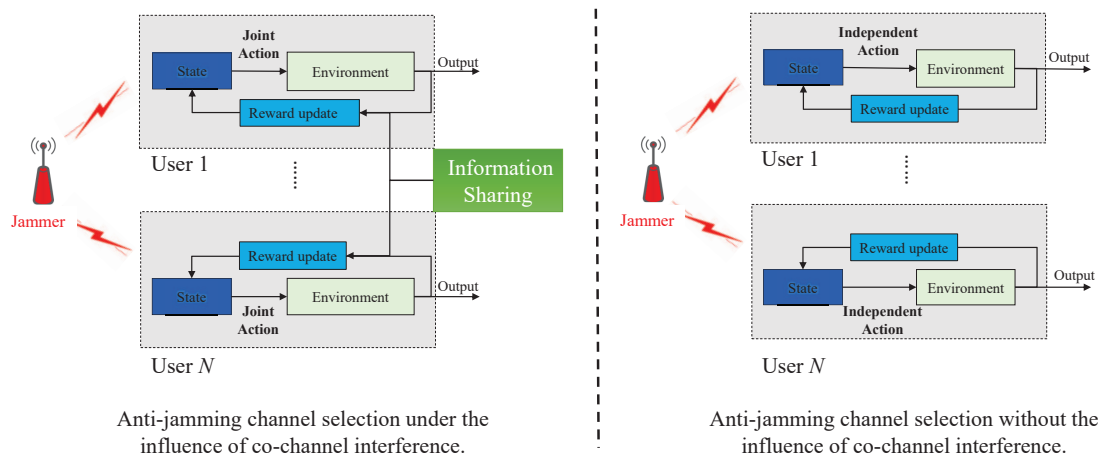 Joint
Action
State
Environment
Output
Reward update
User 1
Jammer
Information
Sharing
Reward update
State
Environment
Output
Joint
Action
User N
Anti-jamming channel selection under the
influence of co-channel interference.
Independent
Action
State
Environment
Output
Reward update
User 1
Jammer
Reward update
State
Environment
Output
Independent
Action
User N
Anti-jamming channel selection without the
influence of co-channel interference.